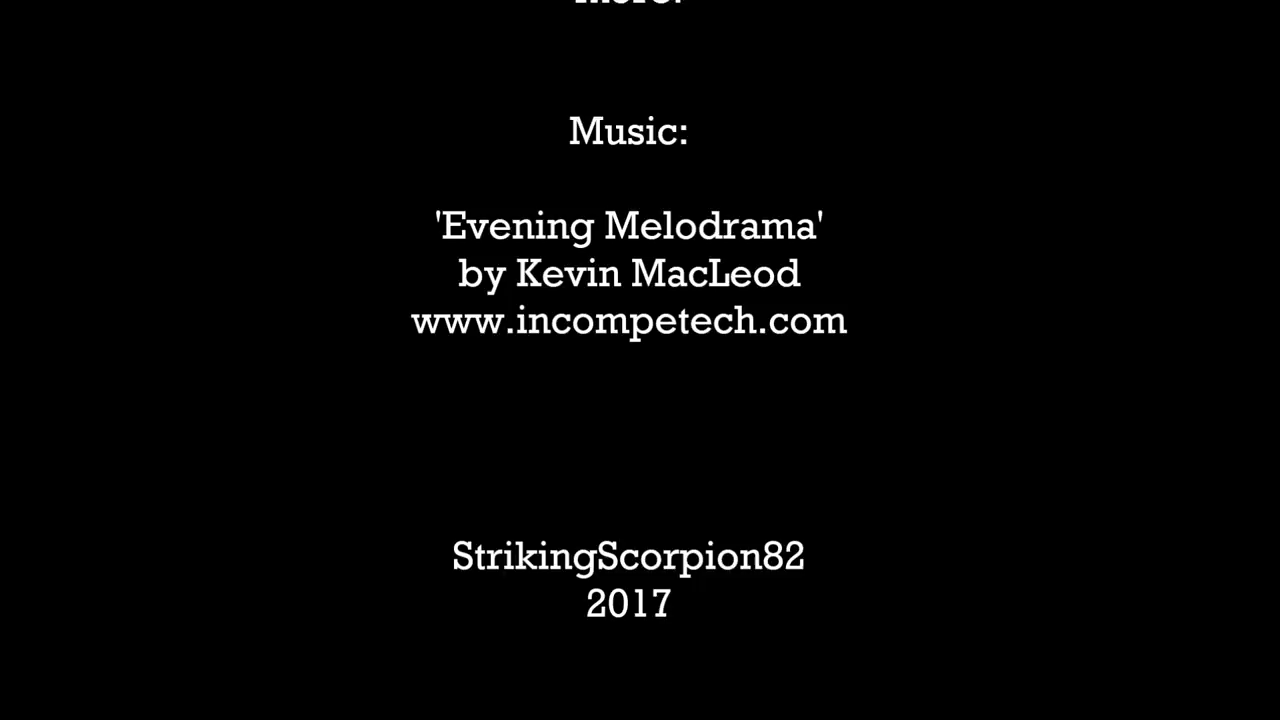 Music:
'Evening Melodrama'
by Kevin MacLeod
www.incompetech.com
StrikingScorpion82
2017